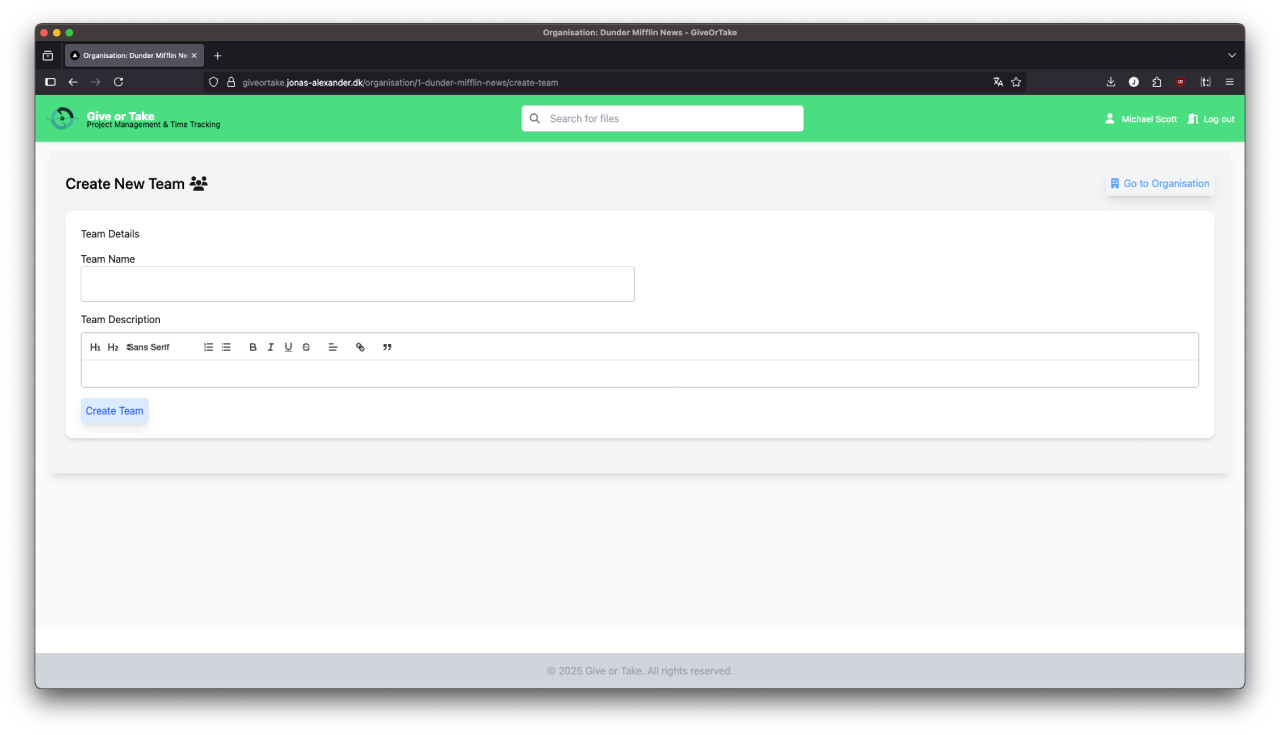 Organisation: Dunder Mifflin News - GiveOrTake
Organisation: Dunder Mifflin Ne
giveortake.jonas-alexander.dk/organisation/1-dunder-mifflin-news/create-team
Give or Take
Project Management & Time Tracking
Search for files
Michael Scott
Log out
Create New Team
Go to Organisation
Team Details
Team Name
Team Description
H1 H2 Sans Serif B I U S
Create Team
© 2025 Give or Take. All rights reserved.